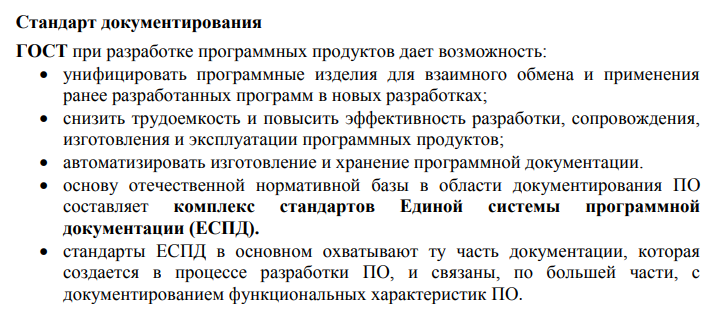 Стандарт документирования
ГОСТ при разработке программных продуктов дает возможность:
• унифицировать программные изделия для взаимного обмена и применения
ранее разработанных программ в новых разработках;
• снизить трудоемкость и повысить эффективность разработки, сопровождения,
изготовления и эксплуатации программных продуктов;
• автоматизировать изготовление и хранение программной документации.
• основу отечественной нормативной базы в области документирования ПО
составляет комплекс стандартов Единой системы программной
документации (ЕСПД).
• стандарты ЕСПД в основном охватывают ту часть документации, которая
создается в процессе разработки ПО, и связаны, по большей части, с
документированием функциональных характеристик ПО.